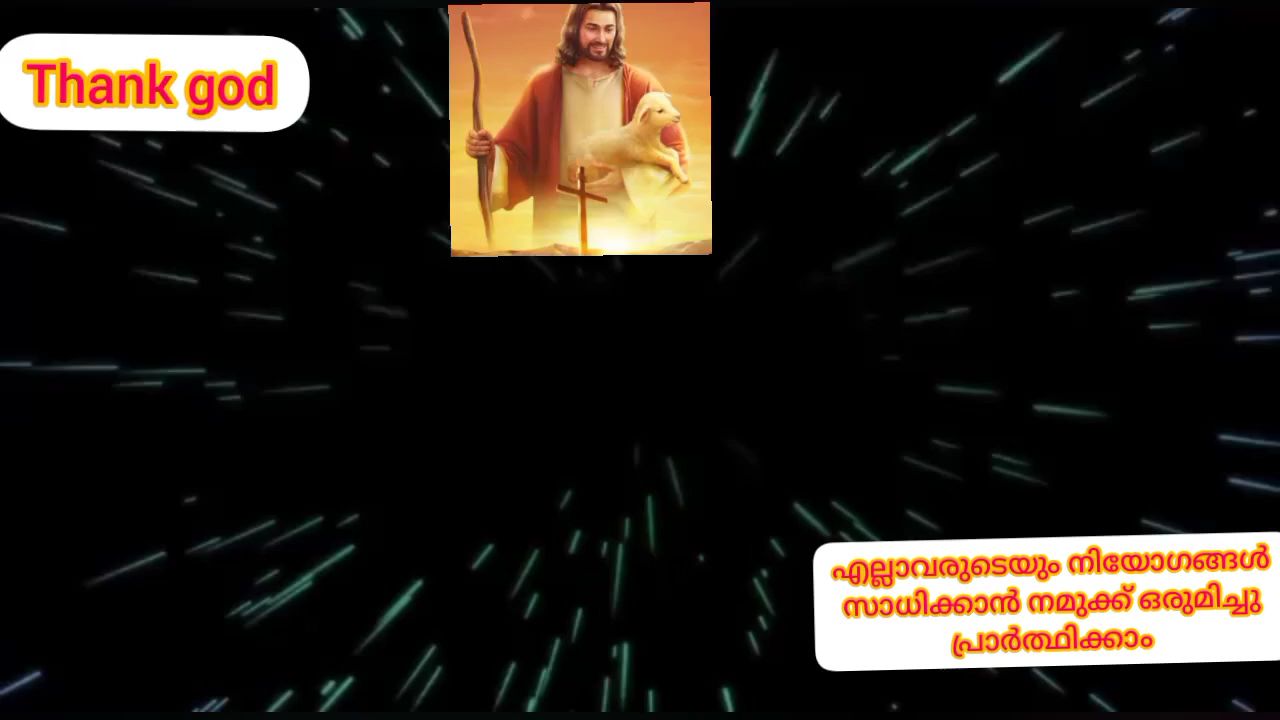 Thank god
എല്ലാവരുടെയും നിയോഗങ്ങൾ
സാധിക്കാൻ നമുക്ക് ഒരുമിച്ചു
പ്രാർത്ഥിക്കാം